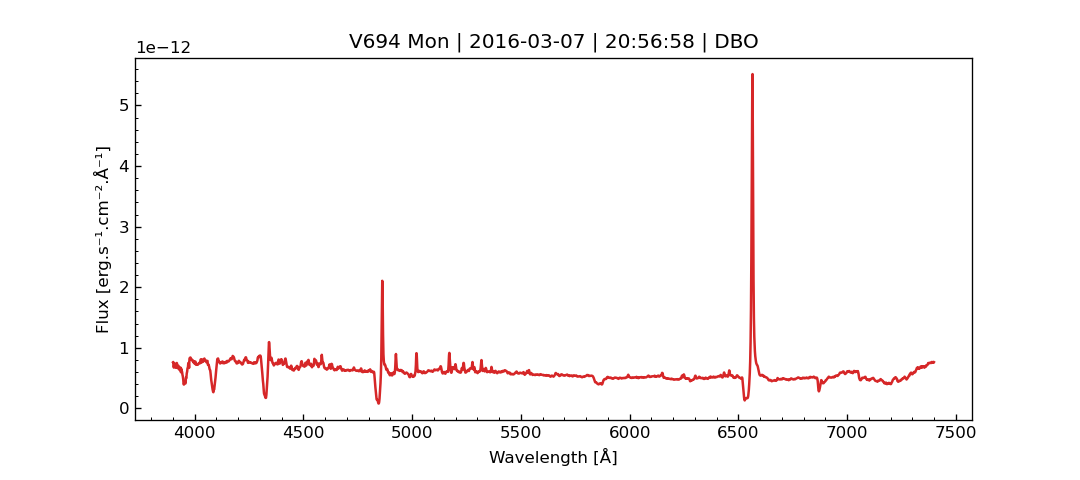 V694 Mon | 2016-03-07 | 20:56:58 | DBO
1e−12
5
4
3
2
1
0
Flux [erg.s⁻¹.cm⁻².Å⁻¹]
4000 4500 5000 5500 6000 6500 7000 7500
Wavelength [Å]